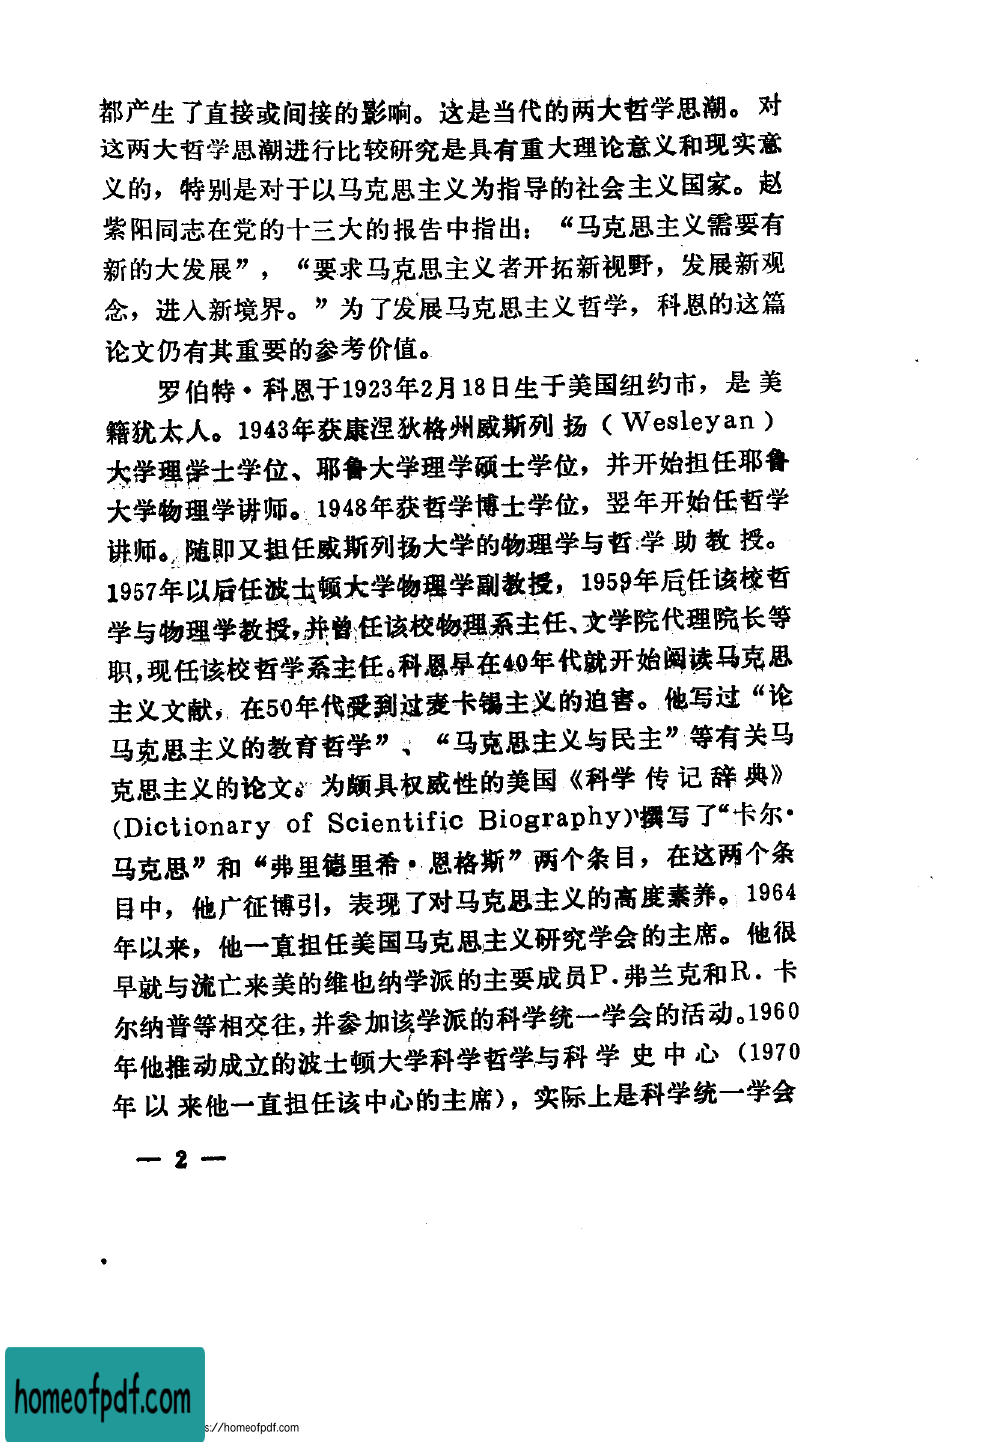 都产生了直接或间接的影响。这是当代的两大哲学思潮。对
这两大哲学思潮进行比较研究是具有重大理论意义和现实意
义的，特别是对于以马克思主义为指导的社会主义国家。赵
紫阳同志在党的十三大的报告中指出：“马克思主义需要有
新的大发展”，“要求马克思主义者开拓新视野，发展新观
念，进入新境界。”为了发展马克思主义哲学，科恩的这篇
论文仍有其重要的参考价值。
罗伯特·科恩于1923年2月18日生于美国纽约市，是美
籍犹太人。1943年获康涅狄格州威斯列扬（Wesleyan）
大学理学士学位、耶鲁大学理学硕士学位，并开始担任耶鲁
大学物理学讲师。1948年获哲学博士学位，翌年开始任哲学
讲师。随即又担任威斯列扬大学的物理学与哲学助教授。
1957年以后任波士顿大学物理学副教授，1959年后任该校哲
学与物理学教授，并曾任该校物理系主任、文学院代理院长等
职，现任该校哲学系主任。科恩早在40年代就开始阅读马克思
主义文献，在50年代受到过麦卡锡主义的迫害。他写过“论
马克思主义的教育哲学”、“马克思主义与民主”等有关马
克思主义的论文。为颇具权威性的美国《科学传记辞典》
(Dictionary of Scientific Biography)撰写了“卡尔·
马克思”和“弗里德里希·恩格斯”两个条目，在这两个条
目中，他广征博引，表现了对马克思主义的高度素养。1964
年以来，他一直担任美国马克思主义研究学会的主席。他很
早就与流亡来美的维也纳学派的主要成员P.弗兰克和R.卡
尔纳普等相交往，并参加该学派的科学统一学会的活动。1960
年他推动成立的波士顿大学科学哲学与科学史中心（1970
年以来他一直担任该中心的主席），实际上是科学统一学会
— 2 —
homeofpdf.com
s://homeofpdf.com